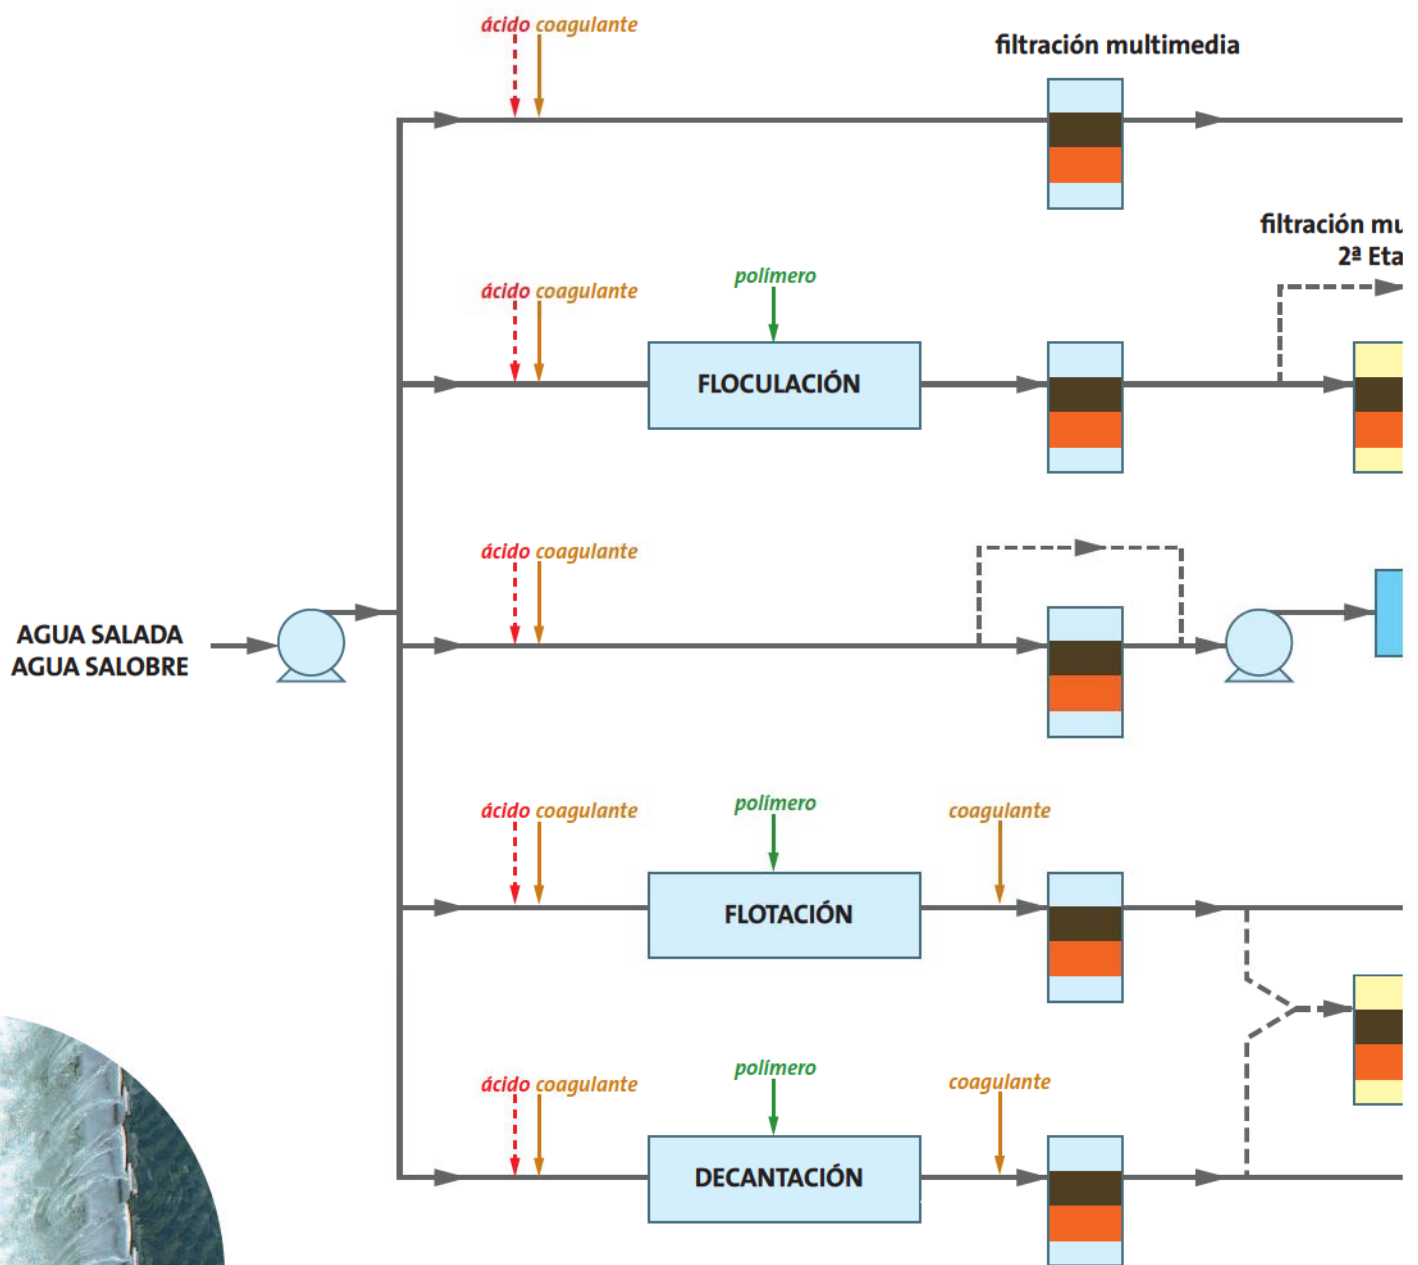 ácido coagulante
filtración multimedia
filtración mu
2ª Eta
ácido coagulante
polímero
FLOCULACIÓN
ácido coagulante
AGUA SALADA
AGUA SALOBRE
ácido coagulante
polímero
coagulante
FLOTACIÓN
ácido coagulante
polímero
coagulante
DECANTACIÓN